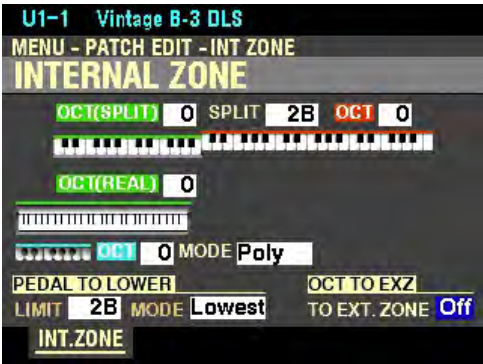 U1-1 Vintage B-3 DLS
MENU - PATCH EDIT - INT ZONE
INTERNAL ZONE
OCT(SPLIT) 0 SPLIT 2B OCT 0
OCT(REAL) 0
OCT 0 MODE Poly
PEDAL TO LOWER OCT TO EXZ
LIMIT 2B MODE Lowest TO EXT. ZONE Off
INT.ZONE